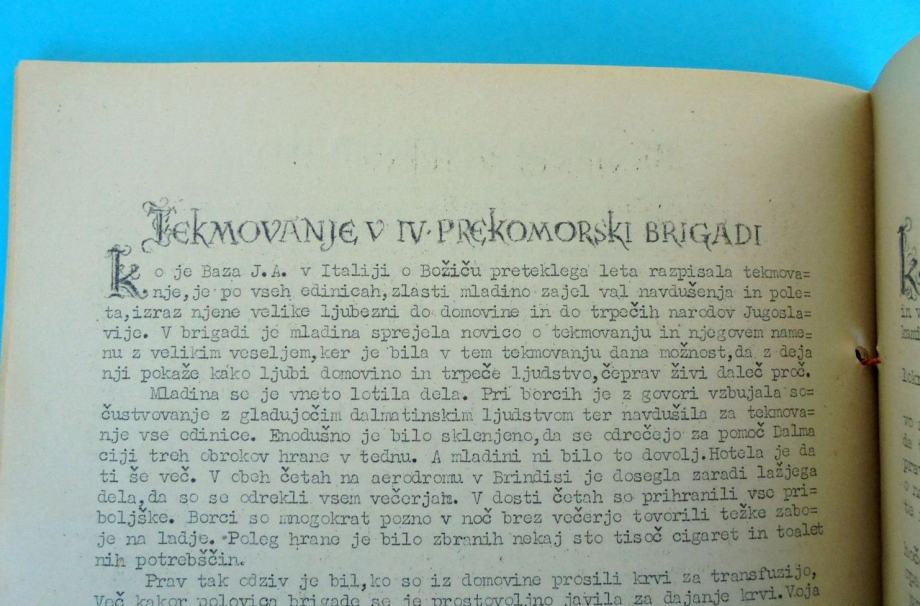 TEKMOVANJE V IV. PREKOMORSKI BRIGADI
Ko je Baza J.A. v Italiji o Božiču preteklega leta razpisala tekmova=
nje, je po vseh edinicah, zlasti mladino zajel val navdušenja in pole=
ta, izraz njene velike ljubezni do domovine in do trpečih narodov Jugosla=
vije. V brigadi je mladina sprejela novico o tekmovanju in njegovem name=
nu z velikim veseljem, ker je bila v tem tekmovanju dana možnost, da z deja
nji pokaže kako ljubi domovino in trpeče ljudstvo, čeprav živi daleč proč.
Mladina se je vneto lotila dela. Pri borcih je z govori vzbujala so=
čustvovanje z gladujočim dalmatinskim ljudstvom ter navdušila za tekmova=
nje vse edinice. Enodušno je bilo sklenjeno, da se odrečejo za pomoč Dalma
ciji treh obrokov hrane v tednu. A mladini ni bilo to dovolj. Hotela je da
ti še več. V obeh četah na aerodromu v Brindisi je dosegla zaradi lažjega
dela, da so se odrekli vsem večerjam. V dosti četah so prihranili vse pri=
boljške. Borci so mnogokrat pozno v noč brez večerje tovorili težke zabo=
je na ladje. Poleg hrane je bilo zbranih nekaj sto tisoč cigaret in toalet
nih potrebščin.
Prav tak odziv je bil, ko so iz domovine prosili krvi za transfuzijo,
Več kakor polovica brigade se je prostovoljno javila za dajanje krvi. Voja